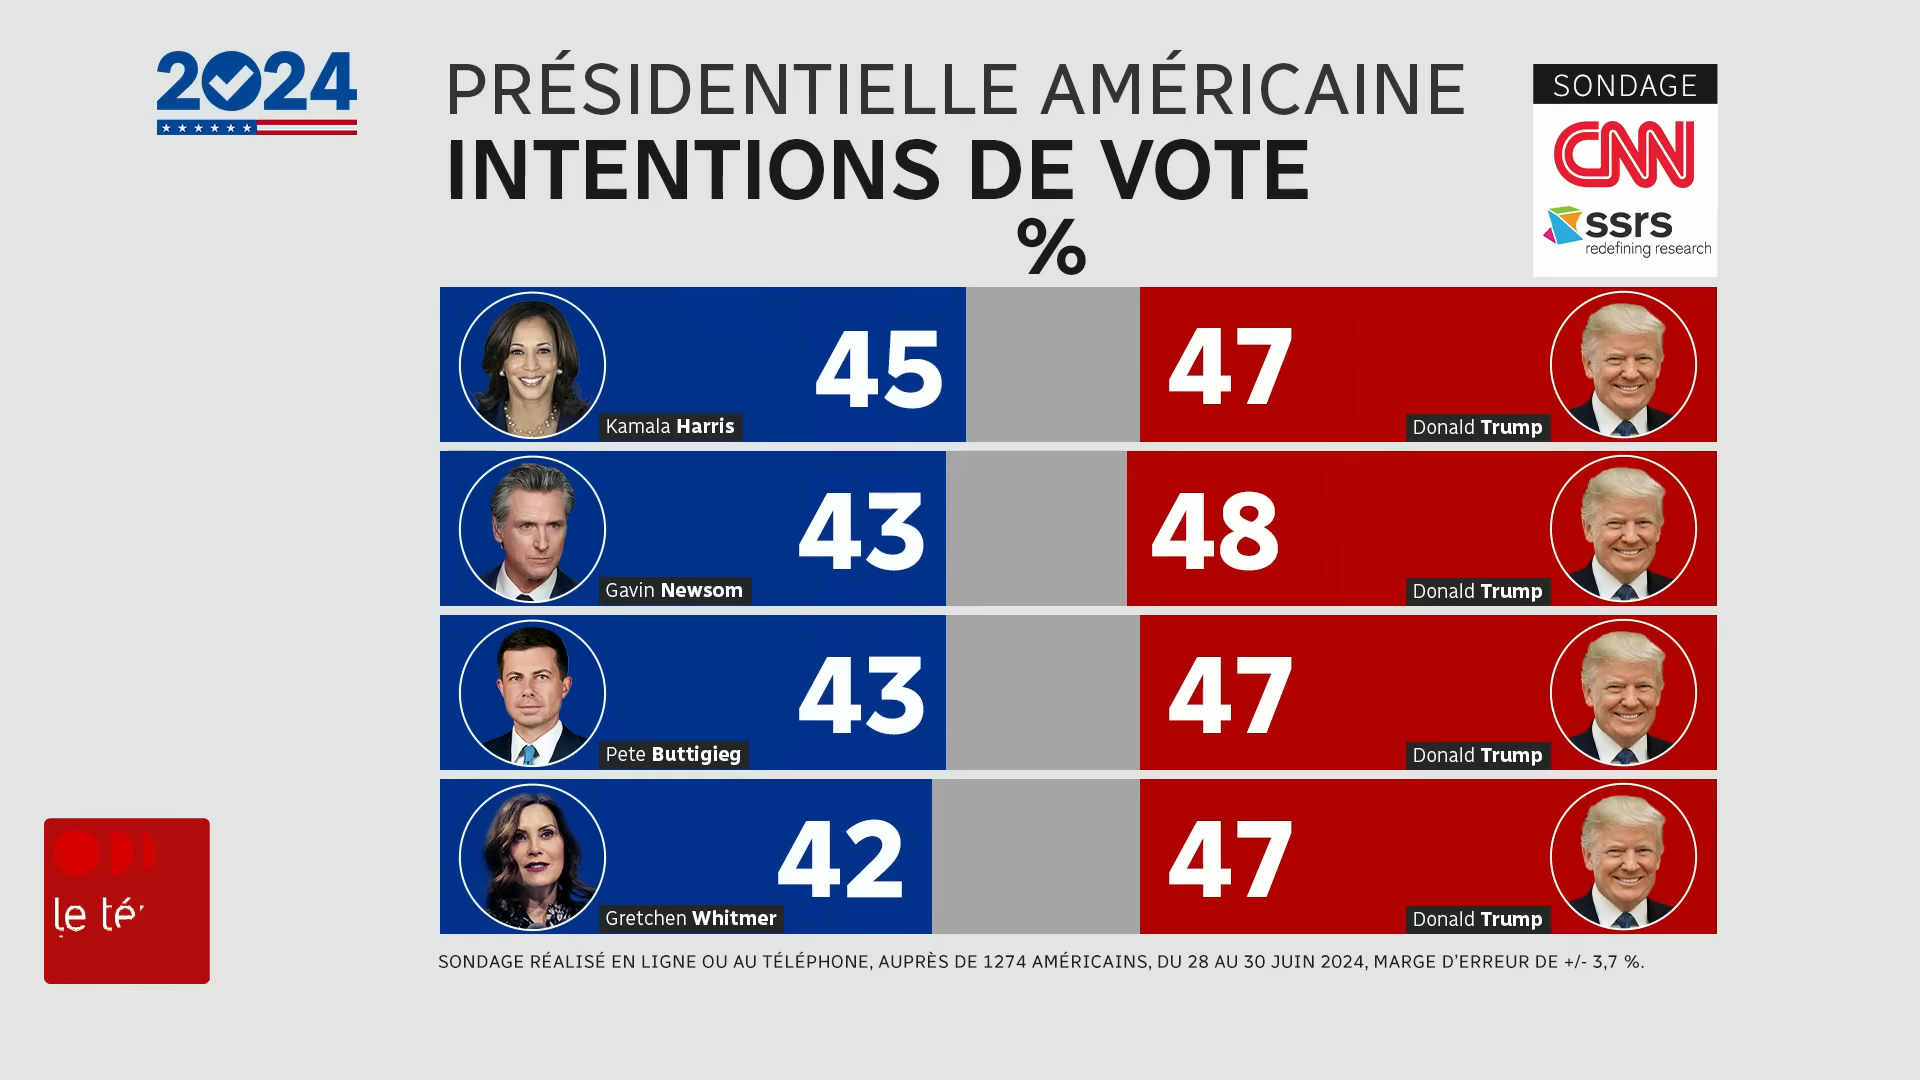 2024
PRÉSIDENTIELLE AMÉRICAINE
INTENTIONS DE VOTE
%
SONDAGE
CNN
ssrs
redefining research
45
47
Kamala Harris
Donald Trump
43
48
Gavin Newsom
Donald Trump
43
47
Pete Buttigieg
Donald Trump
42
47
Gretchen Whitmer
Donald Trump
le
SONDAGE RÉALISÉ EN LIGNE OU AU TÉLÉPHONE, AUPRÈS DE 1274 AMÉRICAINS, DU 28 AU 30 JUIN 2024, MARGE D'ERREUR DE +/- 3,7 %.